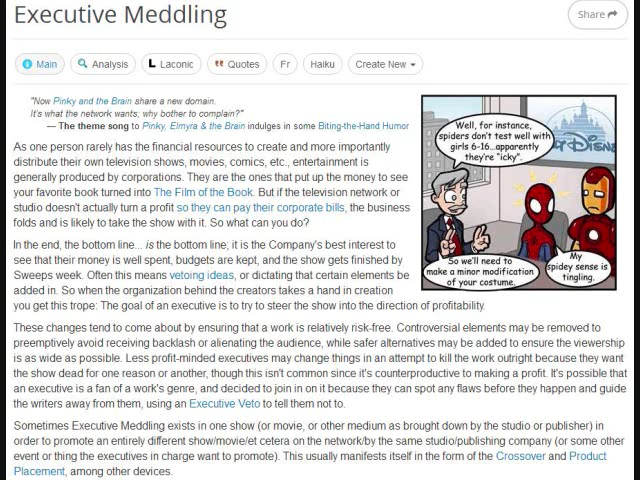 Executive Meddling
Share
Main
Analysis
Laconic
Quotes
Fr
Haiku
Create New
"Now Pinky and the Brain share a new domain.
It's what the network wants; why bother to complain?"
— The theme song to Pinky, Elmyra & the Brain indulges in some Biting-the-Hand Humor
As one person rarely has the financial resources to create and more importantly
distribute their own television shows, movies, comics, etc., entertainment is
generally produced by corporations. They are the ones that put up the money to see
your favorite book turned into The Film of the Book. But if the television network or
studio doesn't actually turn a profit so they can pay their corporate bills, the business
folds and is likely to take the show with it. So what can you do?
In the end, the bottom line... is the bottom line; it is the Company's best interest to
see that their money is well spent, budgets are kept, and the show gets finished by
Sweeps week. Often this means vetoing ideas, or dictating that certain elements be
added in. So when the organization behind the creators takes a hand in creation
you get this trope: The goal of an executive is to try to steer the show into the direction of profitability.
Well, for instance,
spiders don't test well with
girls 6-16...apparently
they're "icky".
So we'll need to
make a minor modification
of your costume.
My
spidey sense is
tingling.
These changes tend to come about by ensuring that a work is relatively risk-free. Controversial elements may be removed to
preemptively avoid receiving backlash or alienating the audience, while safer alternatives may be added to ensure the viewership
is as wide as possible. Less profit-minded executives may change things in an attempt to kill the work outright because they want
the show dead for one reason or another, though this isn't common since it's counterproductive to making a profit. It's possible that
an executive is a fan of a work's genre, and decided to join in on it because they can spot any flaws before they happen and guide
the writers away from them, using an Executive Veto to tell them not to.
Sometimes Executive Meddling exists in one show (or movie, or other medium as brought down by the studio or publisher) in
order to promote an entirely different show/movie/et cetera on the network/by the same studio/publishing company (or some other
event or thing the executives in charge want to promote). This usually manifests itself in the form of the Crossover and Product
Placement, among other devices.